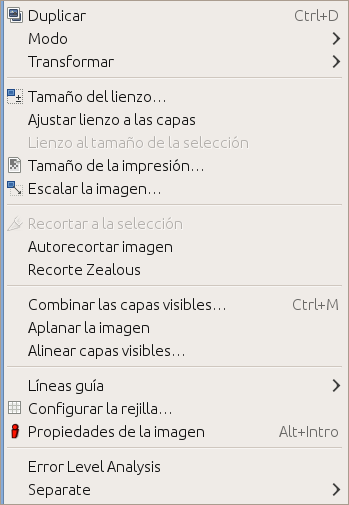 Duplicar Ctrl+D
Modo
Transformar
Tamaño del lienzo...
Ajustar lienzo a las capas
Lienzo al tamaño de la selección
Tamaño de la impresión...
Escalar la imagen...
Recortar a la selección
Autorecortar imagen
Recorte Zealous
Combinar las capas visibles... Ctrl+M
Aplanar la imagen
Alinear capas visibles...
Líneas guía
Configurar la rejilla...
Propiedades de la imagen Alt+Intro
Error Level Analysis
Separate